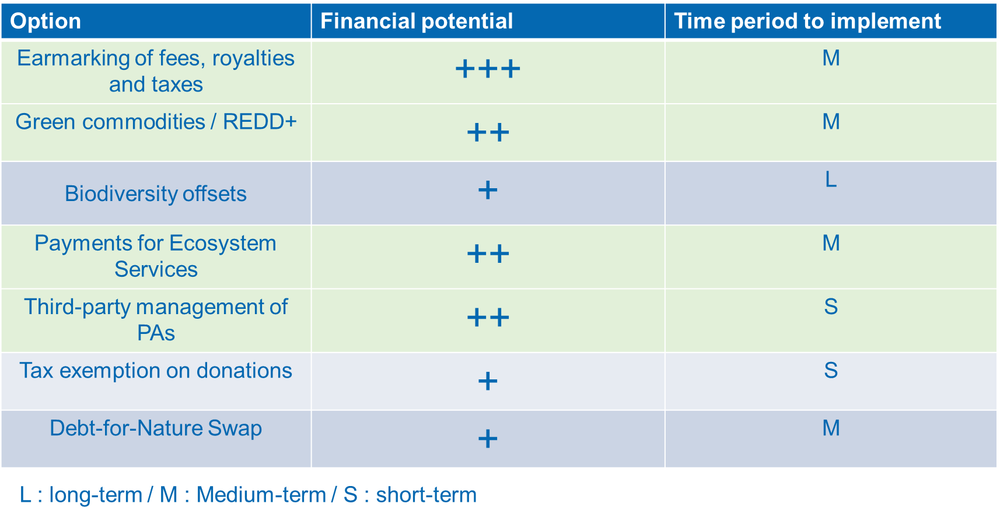 Option Financial potential Time period to implement
Earmarking of fees, royalties
and taxes
+++
M
Green commodities / REDD+
++
M
Biodiversity offsets
+
L
Payments for Ecosystem
Services
++
M
Third-party management of
PAs
++
S
Tax exemption on donations
+
S
Debt-for-Nature Swap
+
M
L : long-term / M : Medium-term / S : short-term